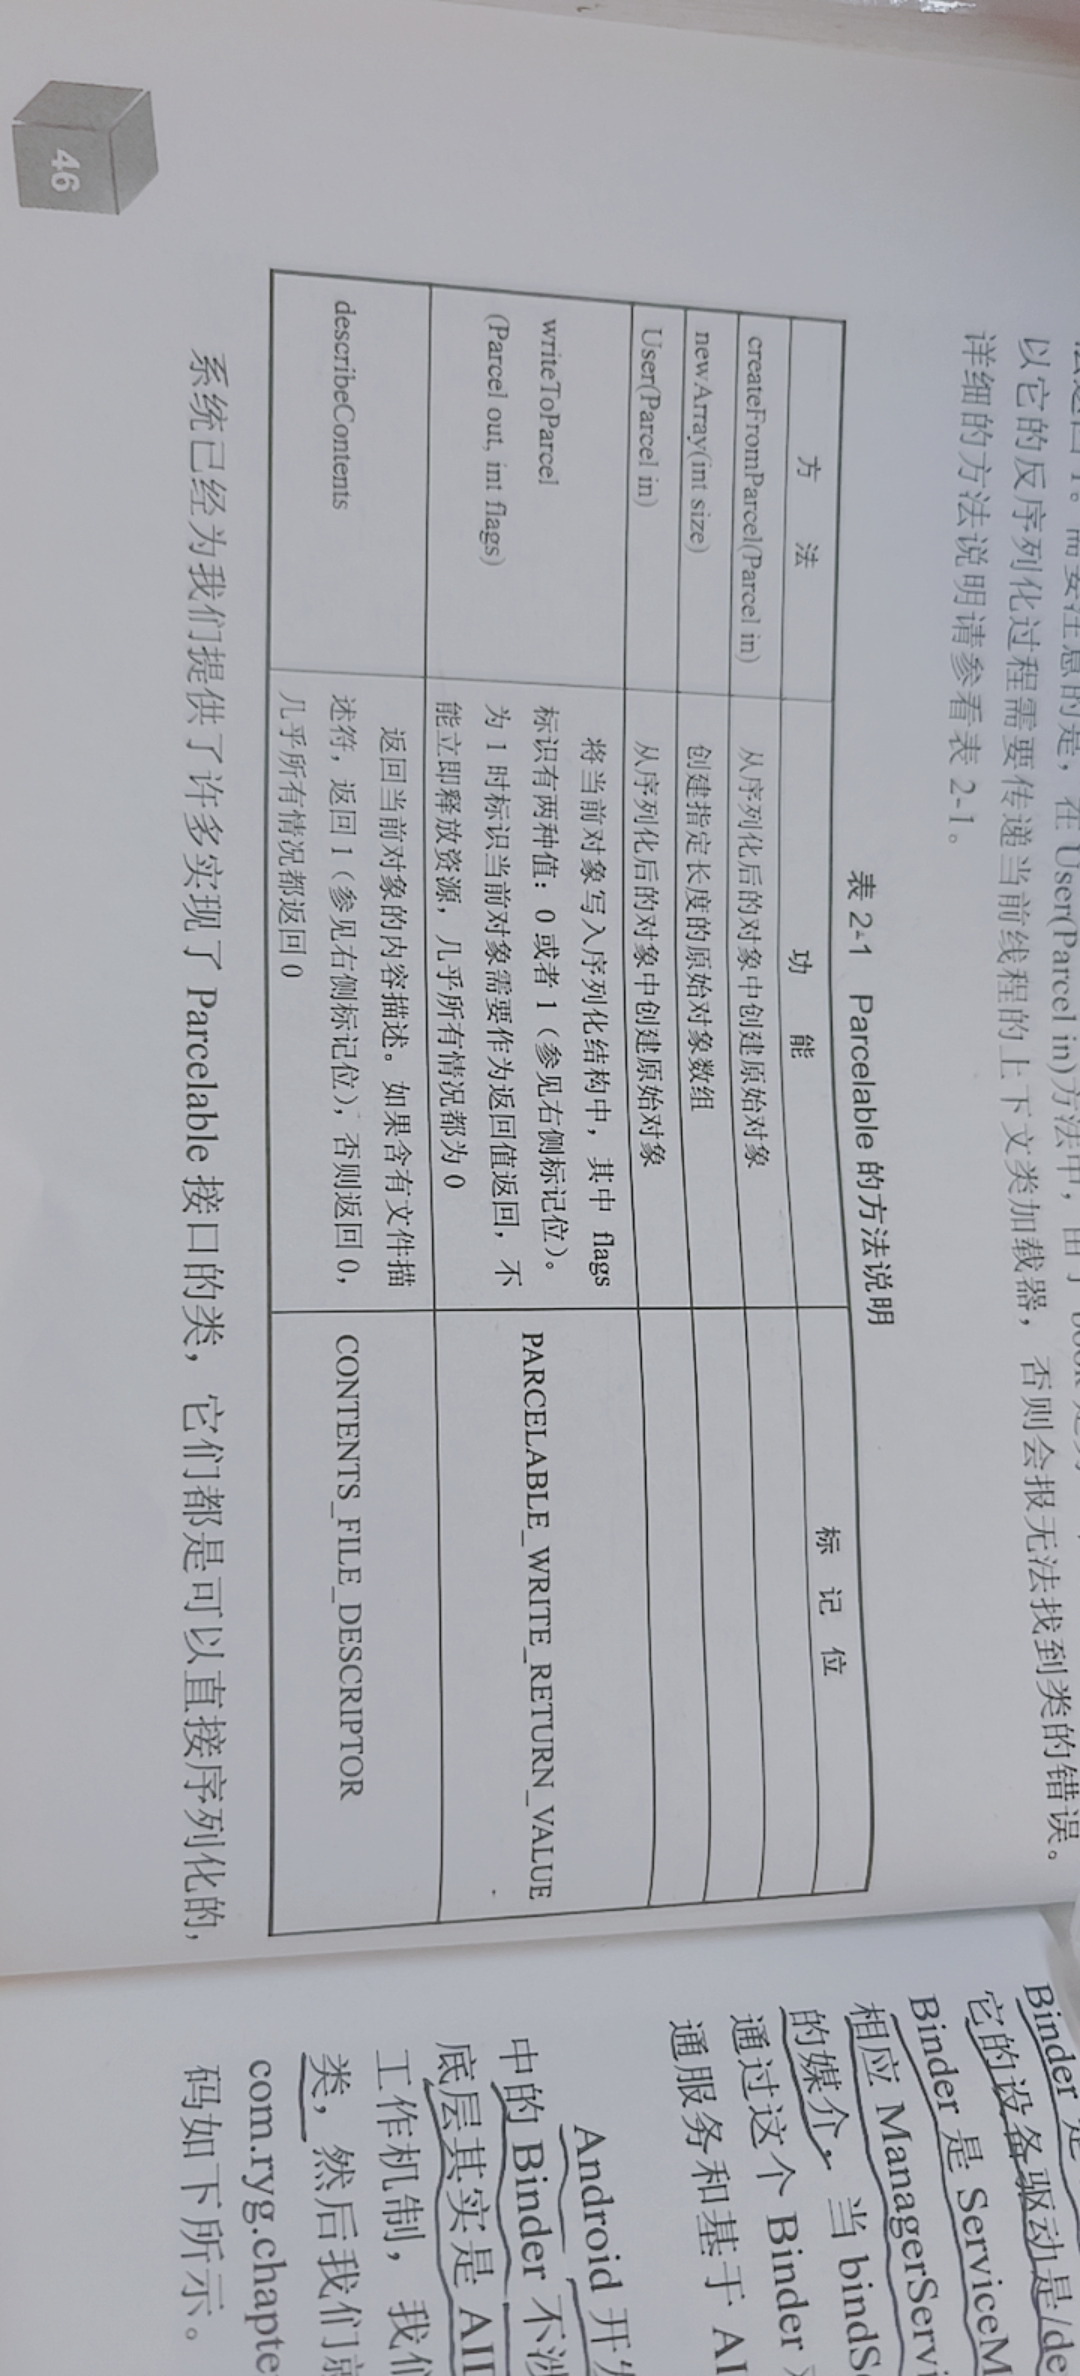 法返回1。需要注意的是，在 User(Parcel in)方法中，由于 book 是
以它的反序列化过程需要传递当前线程的上下文类加载器，否则会报无法找到类的错误。
详细的方法说明请参看表 2-1。
表 2-1 Parcelable 的方法说明
方 法 功 能 标 记 位
createFromParcel(Parcel in) 从序列化后的对象中创建原始对象
newArray(int size) 创建指定长度的原始对象数组
User(Parcel in) 从序列化后的对象中创建原始对象
writeToParcel
(Parcel out, int flags)
将当前对象写入序列化结构中，其中 flags
标识有两种值：0 或者 1（参见右侧标记位）。
为 1 时标识当前对象需要作为返回值返回，不
能立即释放资源，几乎所有情况都为 0
PARCELABLE_WRITE_RETURN_VALUE
describeContents
返回当前对象的内容描述。如果含有文件描
述符，返回 1（参见右侧标记位），否则返回 0，
几乎所有情况都返回 0
CONTENTS_FILE_DESCRIPTOR
系统已经为我们提供了许多实现了 Parcelable 接口的类，它们都是可以直接序列化的，
46
Binder 是
它的设备驱动是/de
Binder 是 ServiceM
相应 ManagerServi
的媒介，当 bindS
通过这个 Binder
通服务和基于 AI
Android 开发
中的 Binder 不涉
底层其实是 AID
工作机制，我们
类，然后我们就
com.ryg.chapte
码如下所示。